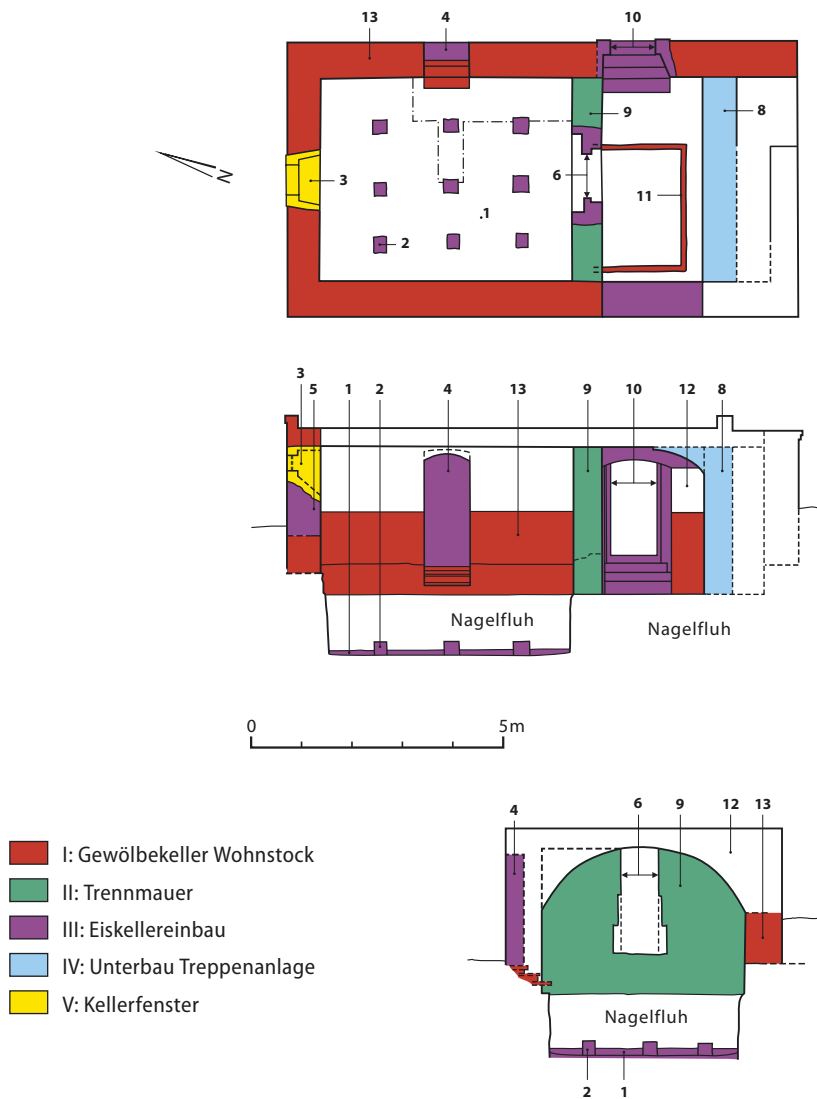 13 4 10
9 8
3 6 11
1
2
N
3 5 1 2 4 13 9 10 12 8
Nagelfluh
Nagelfluh
0 5m
4 6 9 12 13
I: Gewölbekeller Wohnstock
II: Trennmauer
III: Eiskellereinbau
IV: Unterbau Treppenanlage
V: Kellerfenster
Nagelfluh
2 1